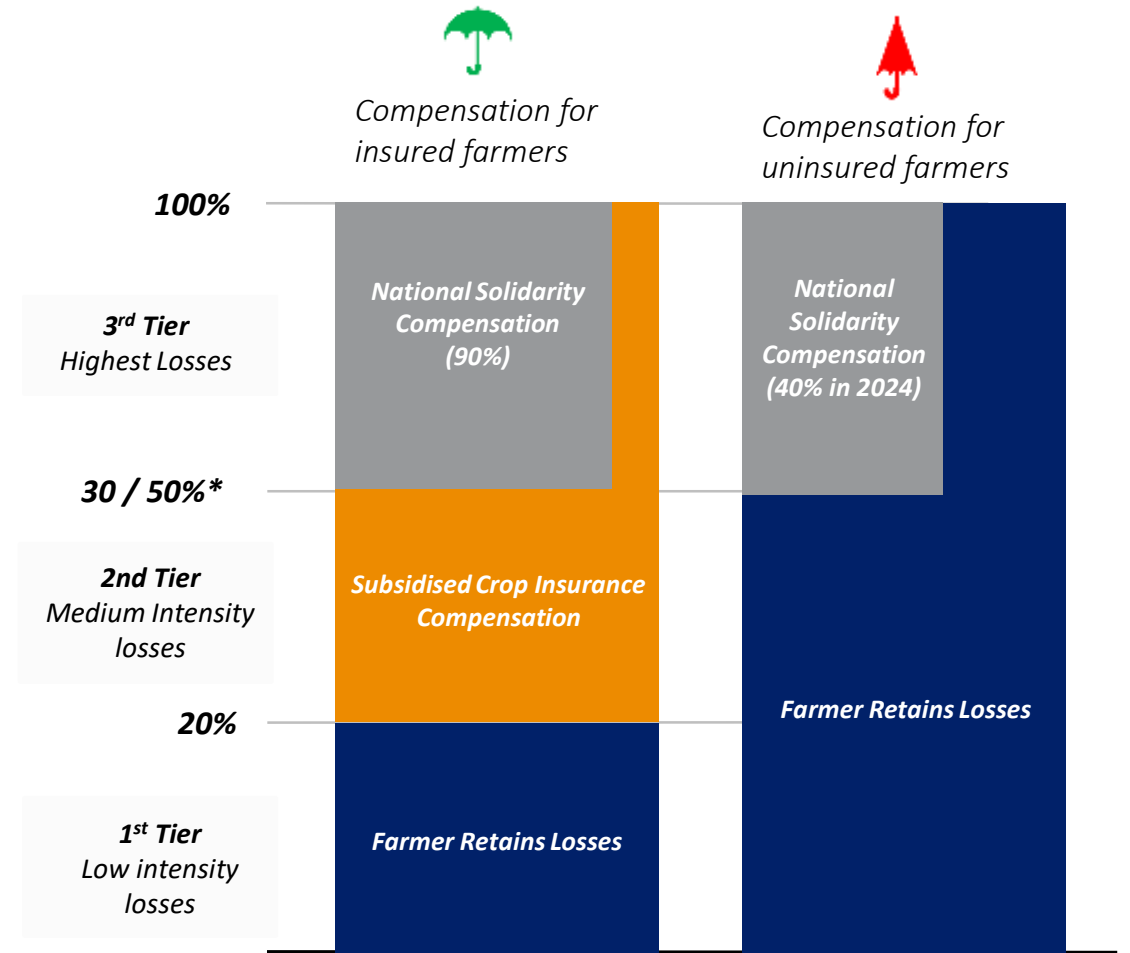 Compensation for
insured farmers
Compensation for
uninsured farmers
100%
3rd Tier
Highest Losses
National Solidarity
Compensation
(90%)
National
Solidarity
Compensation
(40% in 2024)
30 / 50%*
2nd Tier
Medium Intensity
losses
Subsidised Crop Insurance
Compensation
20%
Farmer Retains Losses
1st Tier
Low intensity
losses
Farmer Retains Losses